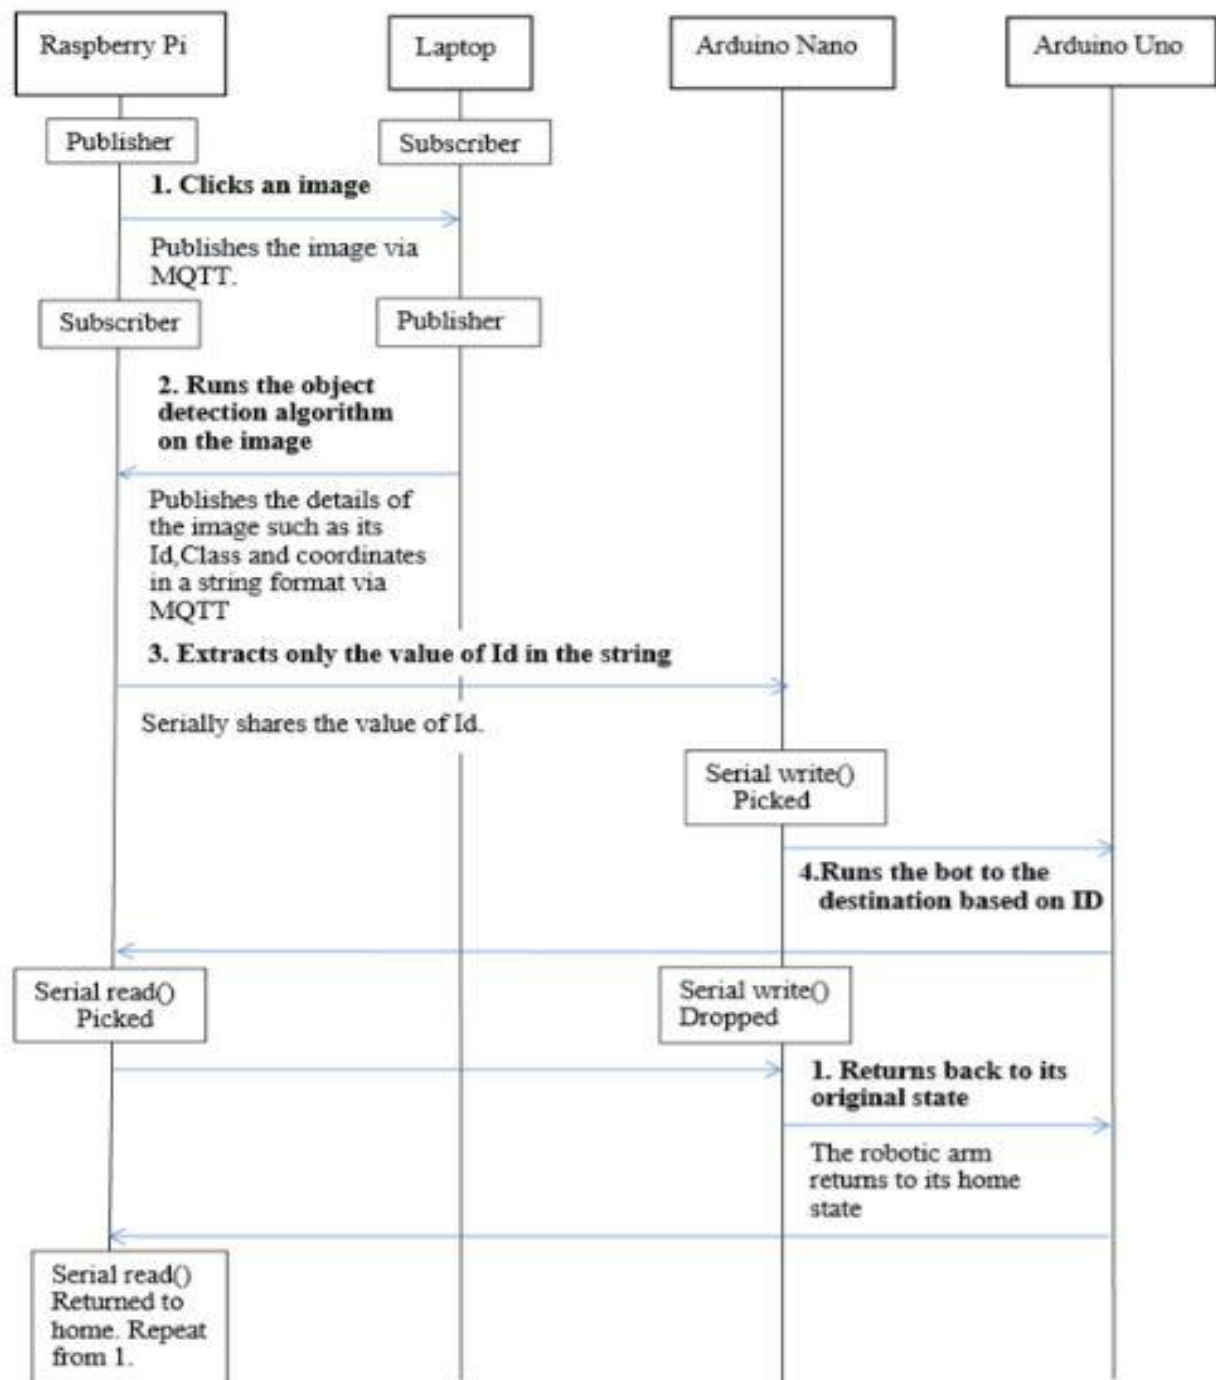 Raspberry Pi
Laptop
Arduino Nano
Arduino Uno
Publisher
Subscriber
1. Clicks an image
Publishes the image via
MQTT.
Subscriber
Publisher
2. Runs the object
detection algorithm
on the image
Publishes the details of
the image such as its
Id,Class and coordinates
in a string format via
MQTT
3. Extracts only the value of Id in the string
Serially shares the value of Id.
Serial write()
Picked
4.Runs the bot to the
destination based on ID
Serial read()
Picked
Serial write()
Dropped
1. Returns back to its
original state
The robotic arm
returns to its home
state
Serial read()
Returned to
home. Repeat
from 1.